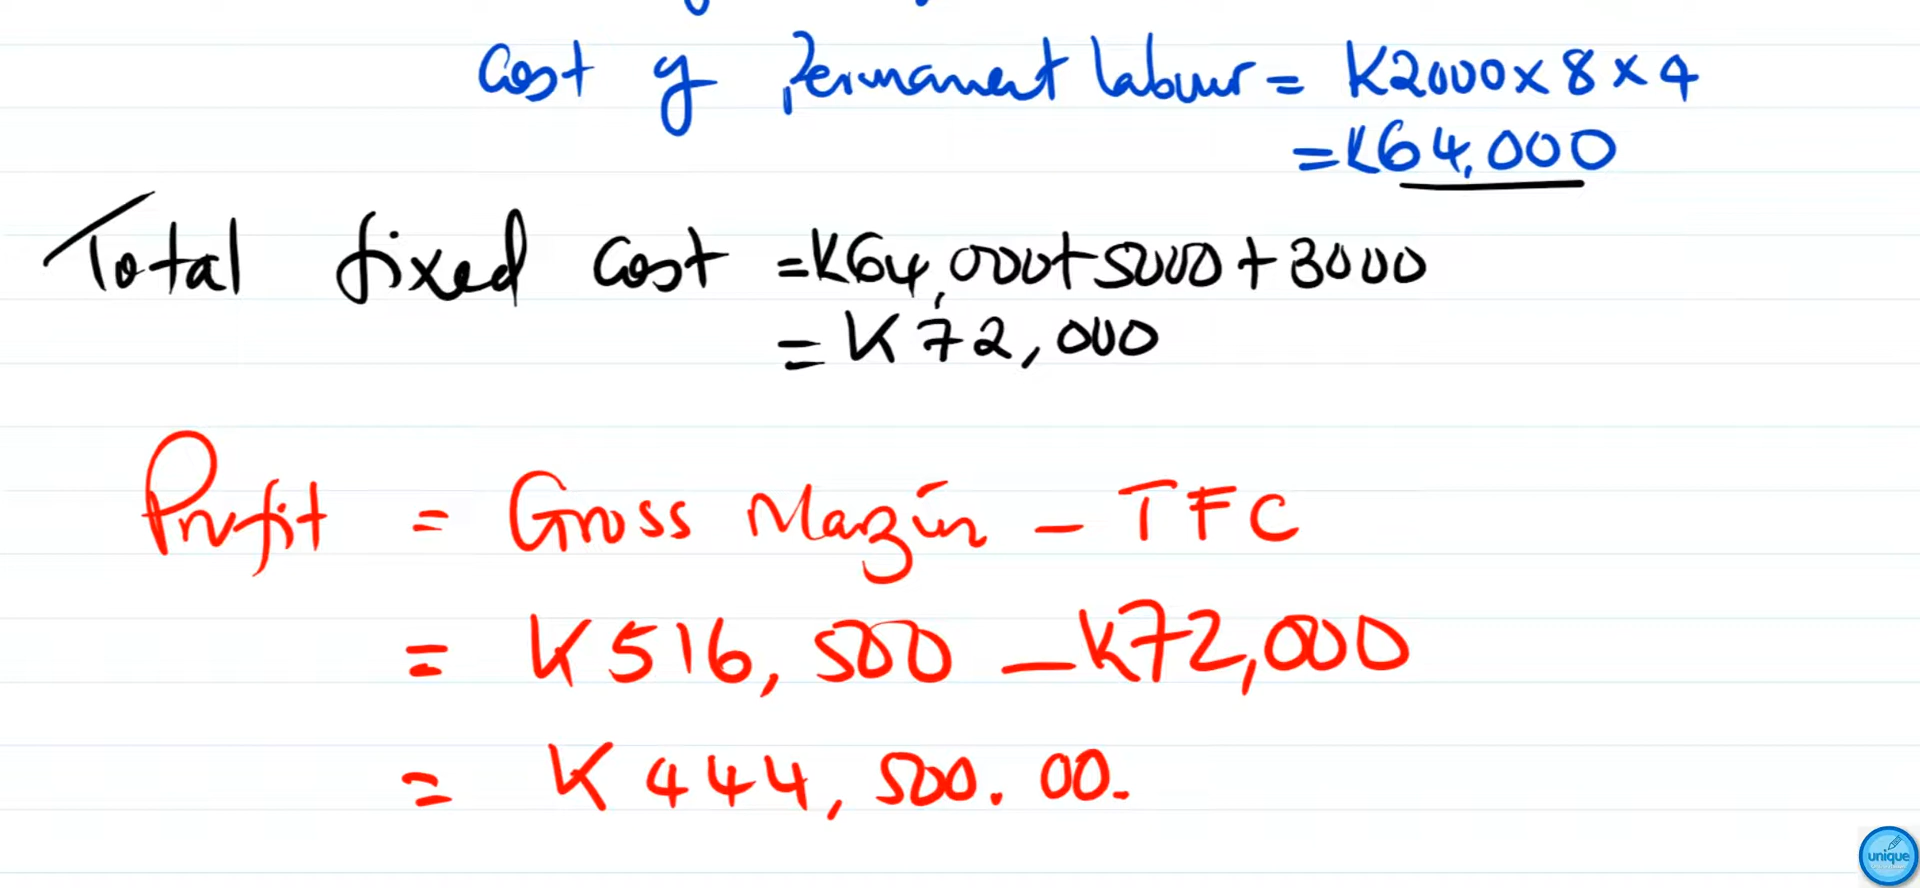 Cost of Permanent labour = K2000 x 8 x 4
= K64,000
Total fixed cost = K64,000 + 5000 + 3000
= K72,000
Profit = Gross Margin - TFC
= K516,500 - K72,000
= K444,500.00.
unique